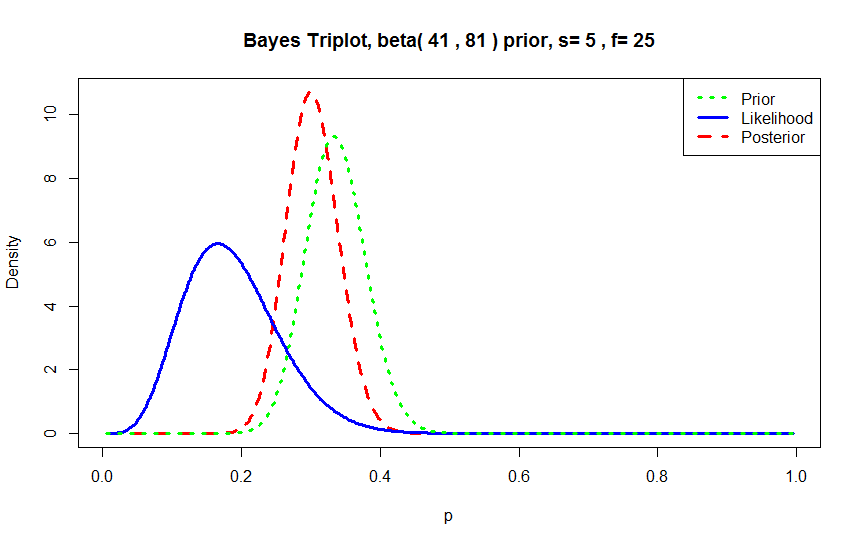 Bayes Triplot, beta( 41 , 81 ) prior, s= 5 , f= 25
Prior
Likelihood
Posterior
Density
10
8
6
4
2
0
0.0 0.2 0.4 0.6 0.8 1.0
p